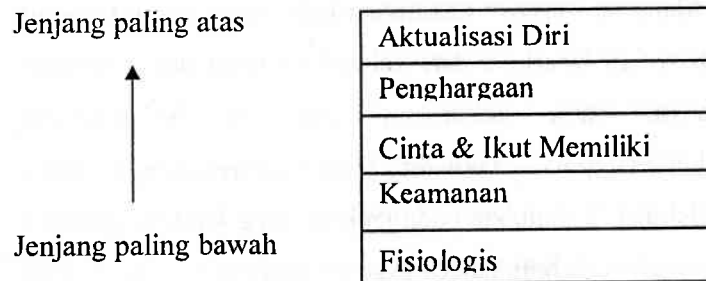 Jenjang paling atas
Aktualisasi Diri
Penghargaan
Cinta & Ikut Memiliki
Keamanan
Jenjang paling bawah
Fisiologis